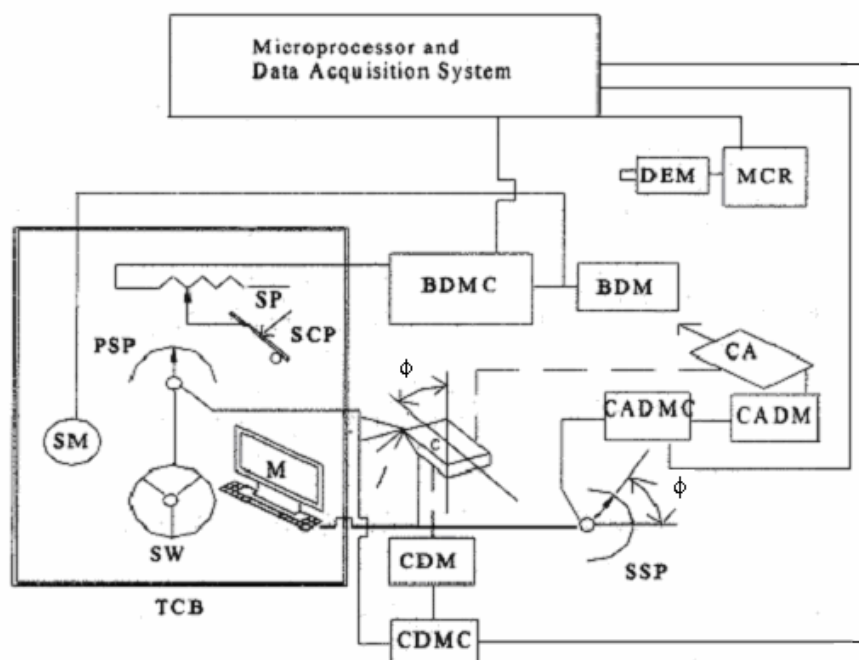 Microprocessor and
Data Acquisition System
DEM
MCR
BDMC
BDM
SP
SCP
PSP
CA
ϕ
CADMC
CADM
SM
M
C
ϕ
SW
SSP
CDM
TCB
CDMC